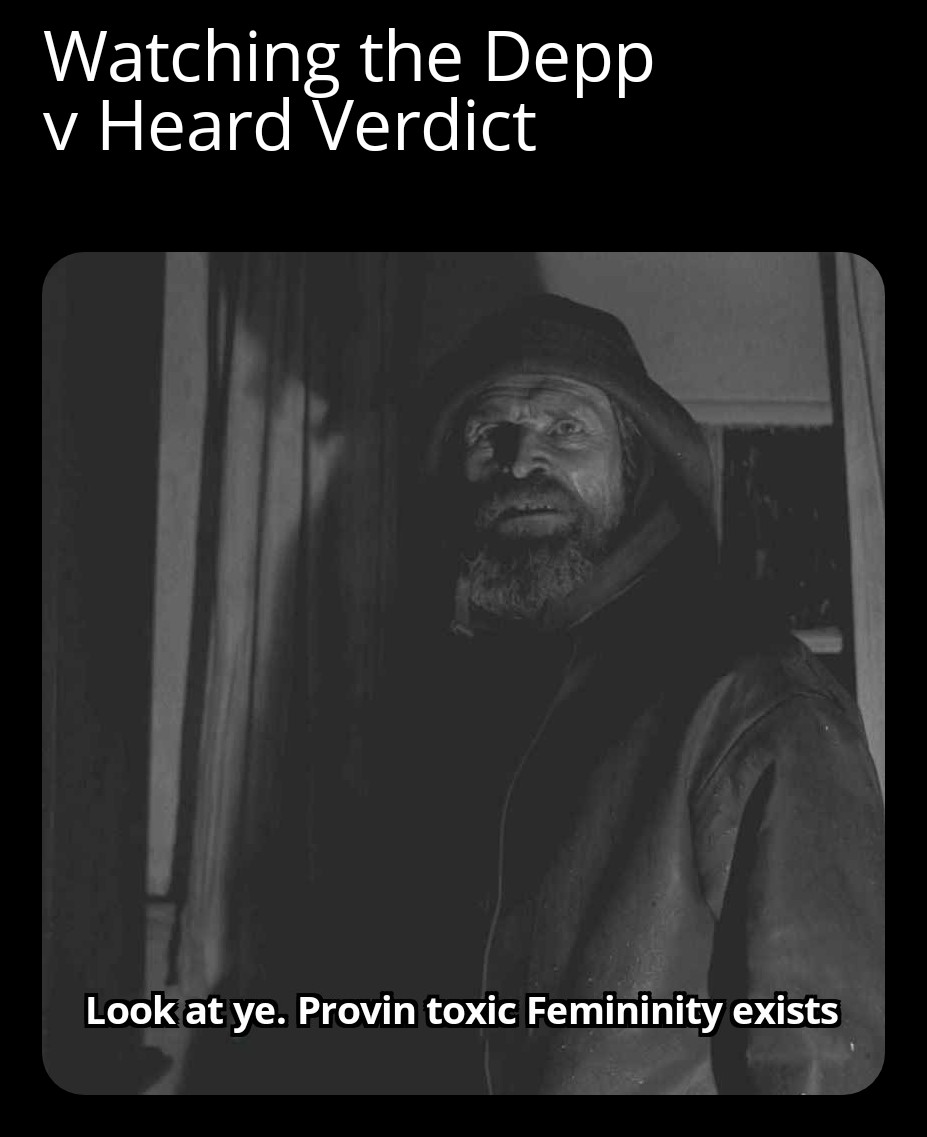 Watching the Depp
v Heard Verdict
Look at ye. Provin toxic Femininity exists